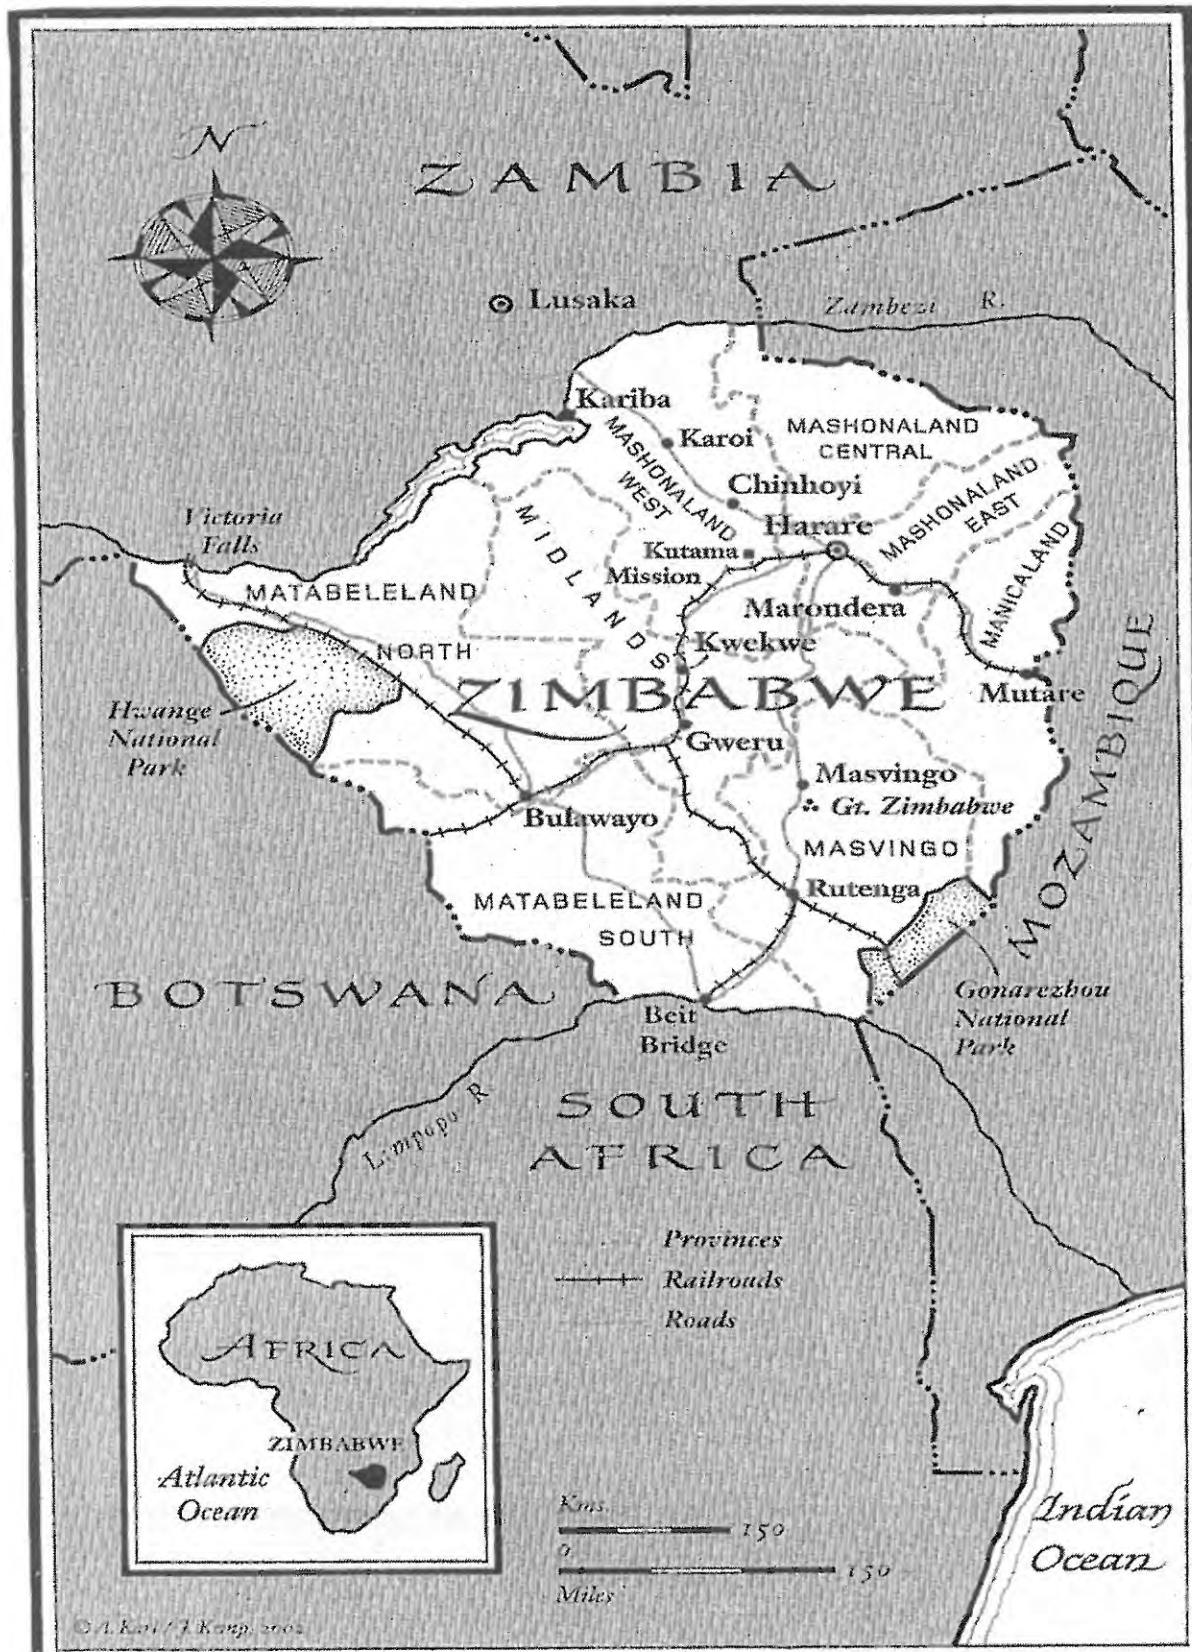 N
ZAMBIA
Lusaka
Zambezi R.
Kariba
Karoi
MASHONALAND
CENTRAL
MASHONALAND
WEST
Chinhoyi
MASHONALAND
EAST
Harare
Victoria
Falls
MIDLANDS
Kutama
Mission
MANICALAND
MATABELELAND
NORTH
Marondera
Kwekwe
ZIMBABWE
Mutare
MOZAMBIQUE
Hwange
National
Park
Gweru
Masvingo
Gt. Zimbabwe
Bulawayo
MASVINGO
Rutenga
MATABELELAND
SOUTH
BOTSWANA
Beit
Bridge
Gonarezhou
National
Park
Limpopo R.
SOUTH
AFRICA
Provinces
Railroads
Roads
AFRICA
ZIMBABWE
Atlantic
Ocean
Kms.
150
0
150
Miles
Indian
Ocean
2002